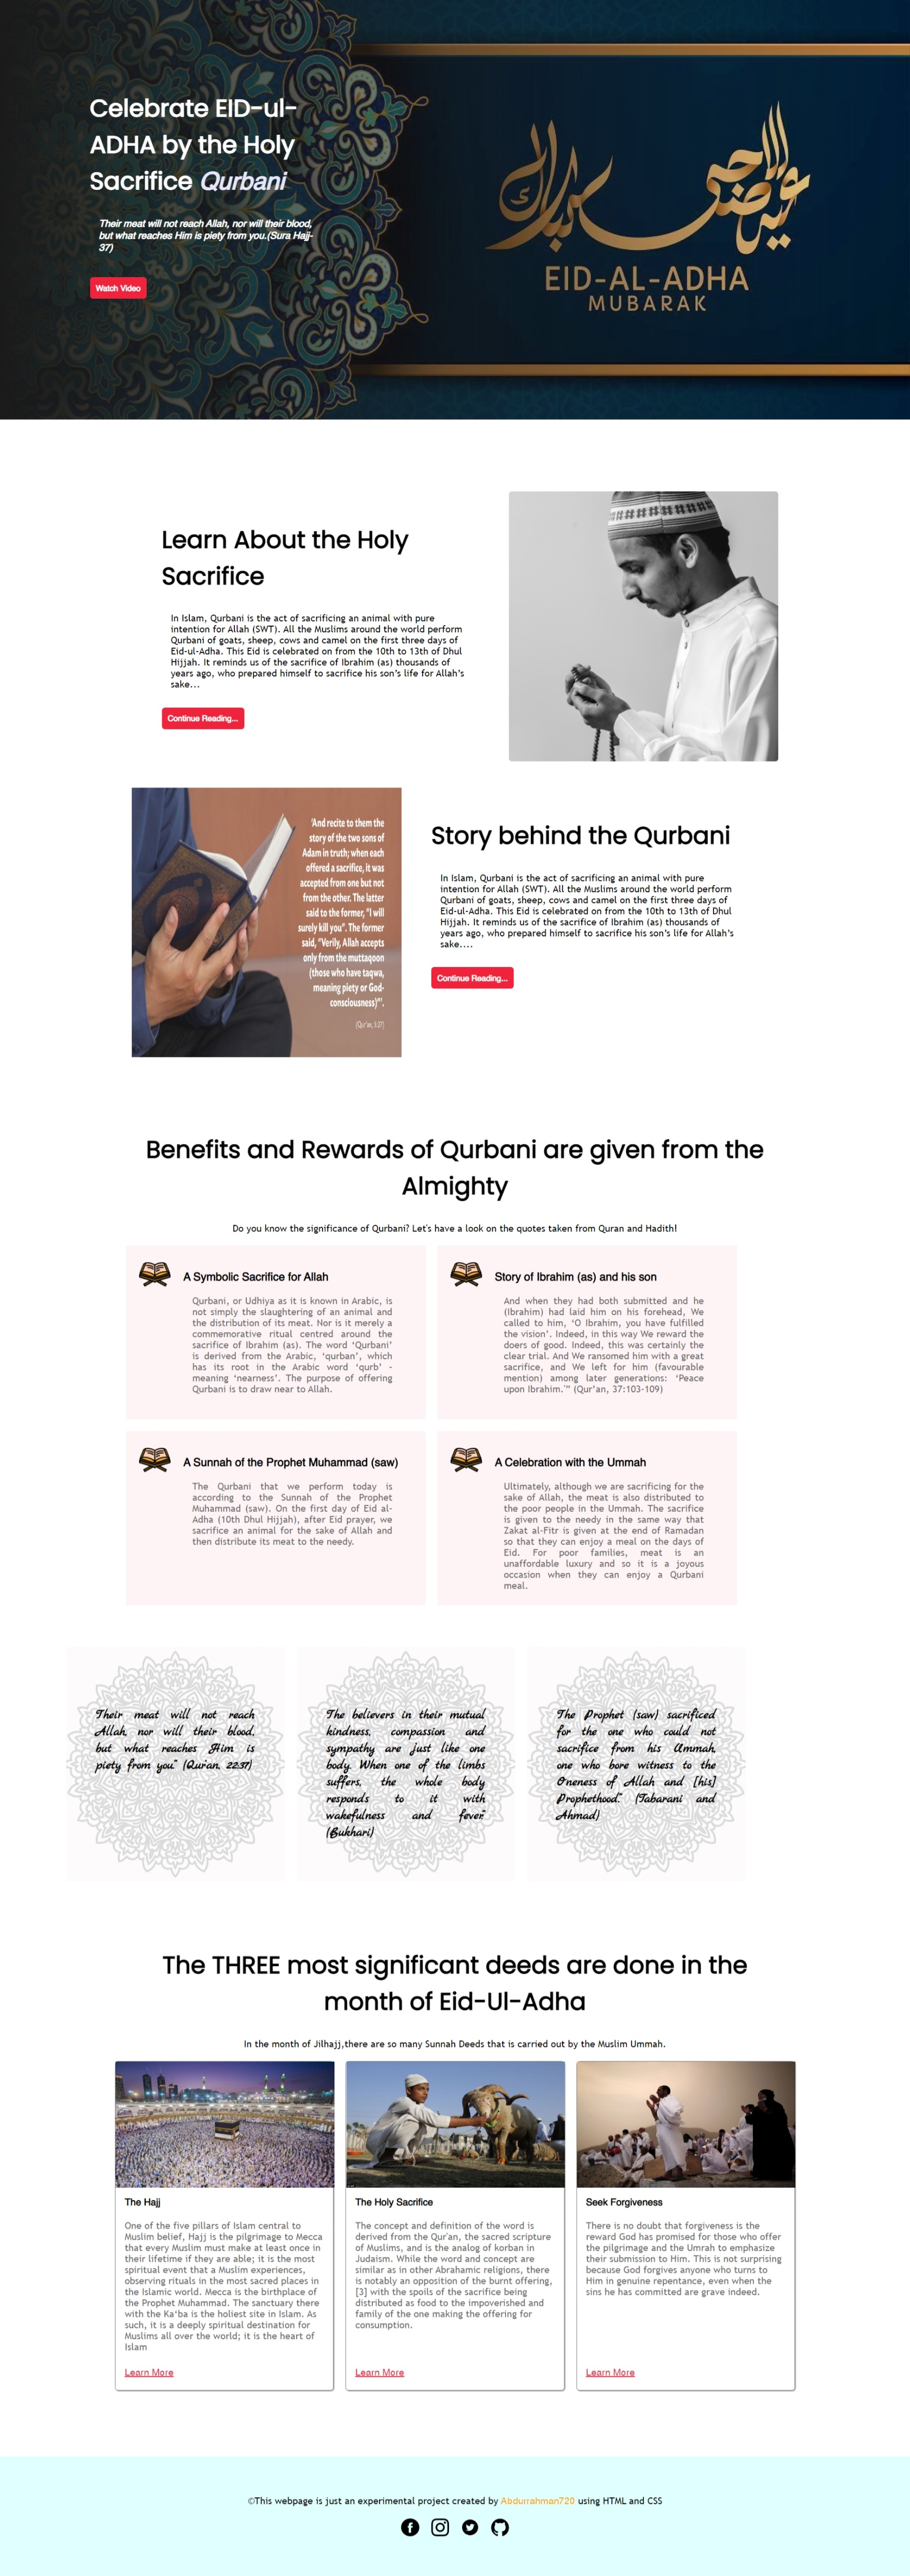 Celebrate EID-ul-
ADHA by the Holy
Sacrifice Qurbani
Their meat will not reach Allah, nor will their blood,
but what reaches Him is piety from you.(Sura Hajj-
37)
Watch Video
عيد أضحى مبارك
EID-AL-ADHA
MUBARAK
Learn About the Holy
Sacrifice
In Islam, Qurbani is the act of sacrificing an animal with pure
intention for Allah (SWT). All the Muslims around the world perform
Qurbani of goats, sheep, cows and camel on the first three days of
Eid-ul-Adha. This Eid is celebrated on from the 10th to 13th of Dhul
Hijjah. It reminds us of the sacrifice of Ibrahim (as) thousands of
years ago, who prepared himself to sacrifice his son's life for Allah's
sake...
Continue Reading...
'And recite to them the
story of the two sons of
Adam in truth; when each
offered a sacrifice, it was
accepted from one but not
from the other. The latter
said to the former, "I will
surely kill you". The former
said, "Verily, Allah accepts
only from the muttaqoon
(those who have taqwa,
meaning piety or God-
consciousness)"'.
Story behind the Qurbani
In Islam, Qurbani is the act of sacrificing an animal with pure
intention for Allah (SWT). All the Muslims around the world perform
Qurbani of goats, sheep, cows and camel on the first three days of
Eid-ul-Adha. This Eid is celebrated on from the 10th to 13th of Dhul
Hijjah. It reminds us of the sacrifice of Ibrahim (as) thousands of
years ago, who prepared himself to sacrifice his son's life for Allah's
sake....
Continue Reading...
Benefits and Rewards of Qurbani are given from the
Almighty
Do you know the significance of Qurbani? Let's have a look on the quotes taken from Quran and Hadith!
A Symbolic Sacrifice for Allah
Qurbani, or Udhiya as it is known in Arabic, is
not simply the slaughtering of an animal and
the distribution of its meat. Nor is it merely a
commemorative ritual centred around the
sacrifice of Ibrahim (as). The word ‘Qurbani’
is derived from the Arabic, ‘qurban’, which
has its root in the Arabic word ‘qurb’ -
meaning ‘nearness’. The purpose of offering
Qurbani is to draw near to Allah.
Story of Ibrahim (as) and his son
And when they had both submitted and he
(Ibrahim) had laid him on his forehead, We
called to him, ‘O Ibrahim, you have fulfilled
the vision’. Indeed, in this way We reward the
doers of good. Indeed, this was certainly the
clear trial. And We ransomed him with a great
sacrifice, and We left for him (favourable
mention) among later generations: ‘Peace
upon Ibrahim.’” (Qur’an, 37:103-109)
A Sunnah of the Prophet Muhammad (saw)
The Qurbani that we perform today is
according to the Sunnah of the Prophet
Muhammad (saw). On the first day of Eid al-
Adha (10th Dhul Hijjah), after Eid prayer, we
sacrifice an animal for the sake of Allah and
then distribute its meat to the needy.
A Celebration with the Ummah
Ultimately, although we are sacrificing for the
sake of Allah, the meat is also distributed to
the poor people in the Ummah. The sacrifice
is given to the needy in the same way that
Zakat al-Fitr is given at the end of Ramadan
so that they can enjoy a meal on the days of
Eid. For poor families, meat is an
unaffordable luxury and so it is a joyous
occasion when they can enjoy a Qurbani
meal.
Their meat will not reach
Allah, nor will their blood,
but what reaches Him is
piety from you." (Qur'an, 22:37)
The believers in their mutual
kindness, compassion and
sympathy are just like one
body. When one of the limbs
suffers, the whole body
responds to it with
wakefulness and fever."
(Bukhari)
The Prophet (saw) sacrificed
for the one who could not
sacrifice from his Ummah,
one who bore witness to the
Oneness of Allah and [his]
Prophethood." (Tabarani and
Ahmad)
The THREE most significant deeds are done in the
month of Eid-Ul-Adha
In the month of Jilhajj,there are so many Sunnah Deeds that is carried out by the Muslim Ummah.
The Hajj
One of the five pillars of Islam central to
Muslim belief, Hajj is the pilgrimage to Mecca
that every Muslim must make at least once in
their lifetime if they are able; it is the most
spiritual event that a Muslim experiences,
observing rituals in the most sacred places in
the Islamic world. Mecca is the birthplace of
the Prophet Muhammad. The sanctuary there
with the Ka‘ba is the holiest site in Islam. As
such, it is a deeply spiritual destination for
Muslims all over the world; it is the heart of
Islam
Learn More
The Holy Sacrifice
The concept and definition of the word is
derived from the Qur'an, the sacred scripture
of Muslims, and is the analog of korban in
Judaism. While the word and concept are
similar as in other Abrahamic religions, there
is notably an opposition of the burnt offering,
[3] with the spoils of the sacrifice being
distributed as food to the impoverished and
family of the one making the offering for
consumption.
Learn More
Seek Forgiveness
There is no doubt that forgiveness is the
reward God has promised for those who offer
the pilgrimage and the Umrah to emphasize
their submission to Him. This is not surprising
because God forgives anyone who turns to
Him in genuine repentance, even when the
sins he has committed are grave indeed.
Learn More
©This webpage is just an experimental project created by Abdurrahman720 using HTML and CSS